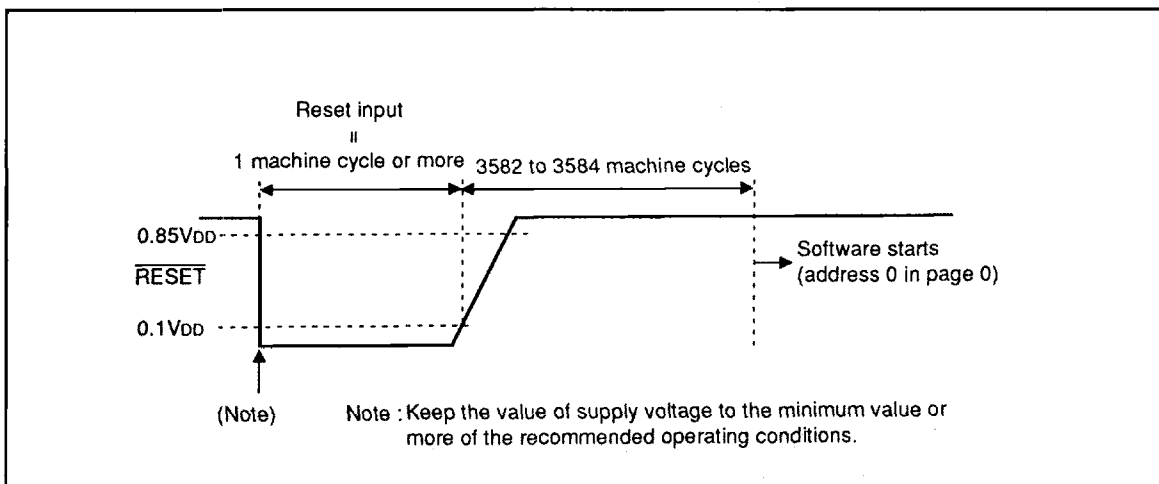 Reset input
=
1 machine cycle or more
3582 to 3584 machine cycles
0.85VDD
RESET
0.1VDD
Software starts
(address 0 in page 0)
(Note)
Note : Keep the value of supply voltage to the minimum value or
more of the recommended operating conditions.